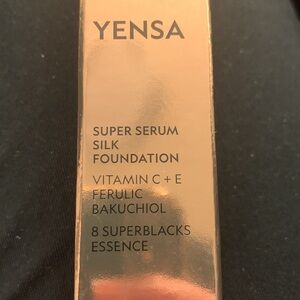 YENSA
SUPER SERUM
SILK
FOUNDATION
VITAMIN C + E
FERULIC
BAKUCHIOL
8 SUPERBLACKS
ESSENCE